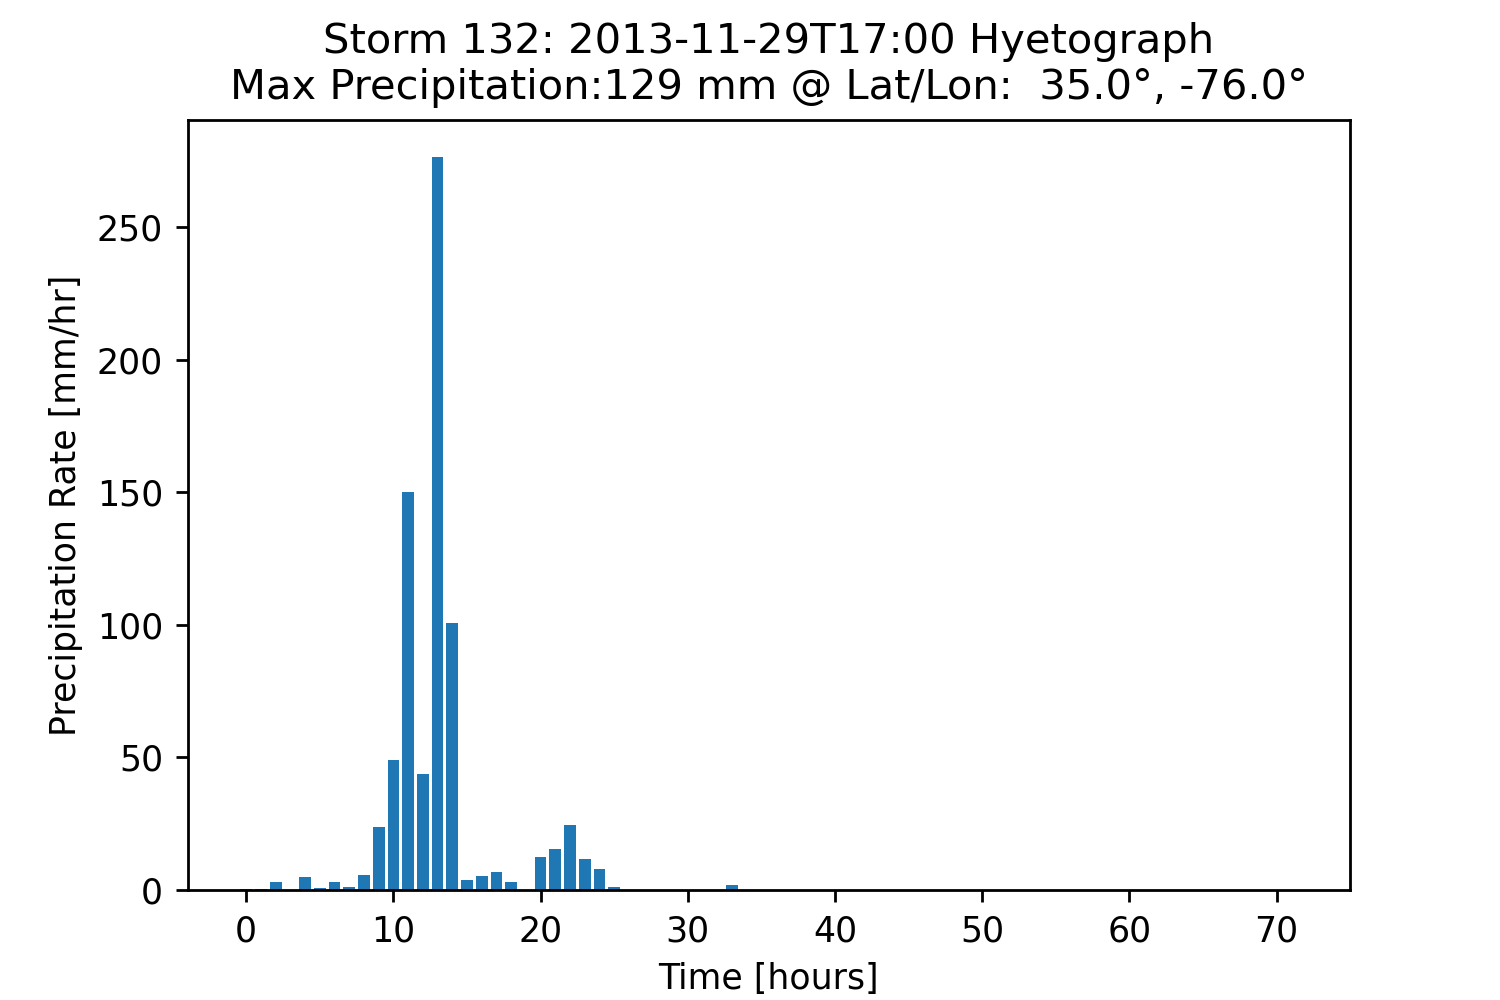 Storm 132: 2013-11-29T17:00 Hyetograph
Max Precipitation:129 mm @ Lat/Lon:  35.0°, -76.0°
Precipitation Rate [mm/hr]
250
200
150
100
50
0
0 10 20 30 40 50 60 70
Time [hours]